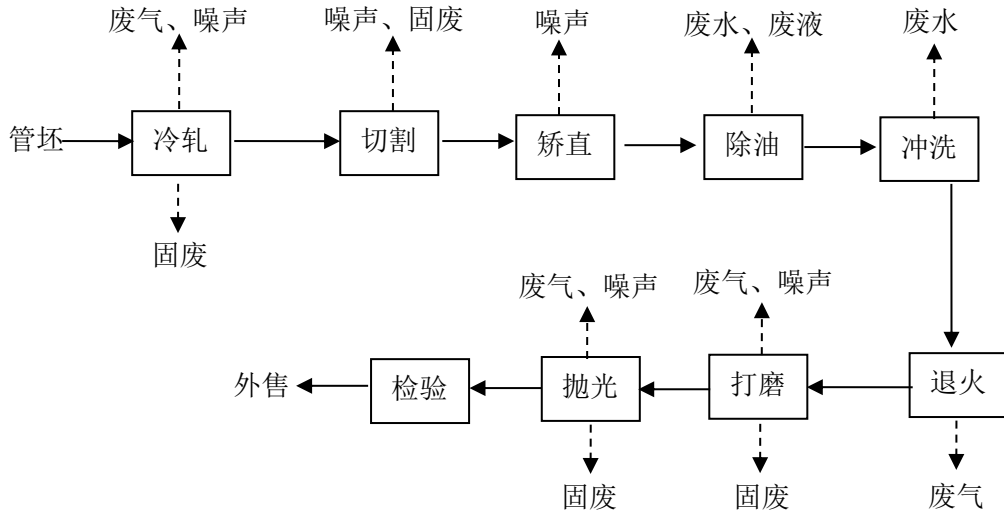 废气、噪声
噪声、固废
噪声
废水、废液
废水
管坯
冷轧
切割
矫直
除油
冲洗
固废
废气、噪声
废气、噪声
外售
检验
抛光
打磨
退火
固废
固废
废气